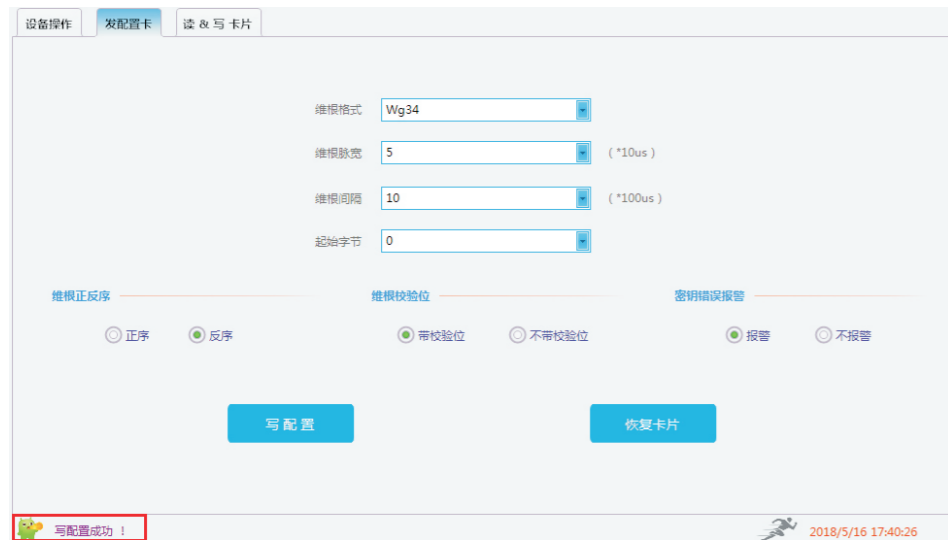 设备操作 发配置卡 读 & 写 卡片
维根格式 Wg34
维根脉宽 5 ( *10us )
维根间隔 10 ( *100us )
起始字节 0
维根正反序 维根校验位 密钥错误报警
正序 反序 带校验位 不带校验位 报警 不报警
写 配 置 恢复卡片
写配置成功 ！ 2018/5/16 17:40:26